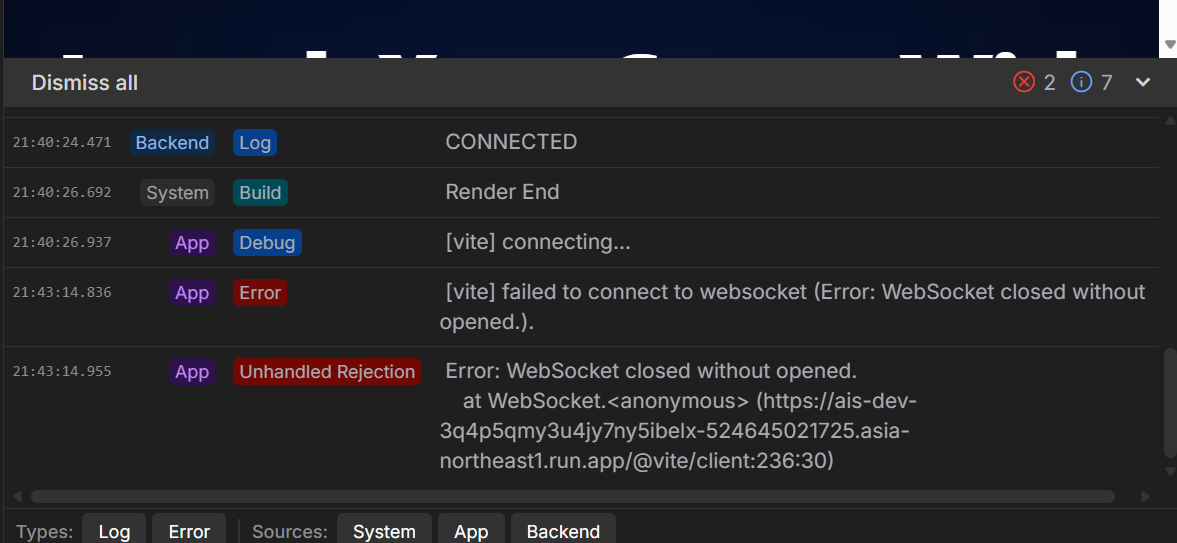 Dismiss all 2 7
21:40:24.471 Backend Log CONNECTED
21:40:26.692 System Build Render End
21:40:26.937 App Debug [vite] connecting...
21:43:14.836 App Error [vite] failed to connect to websocket (Error: WebSocket closed without
opened.).
21:43:14.955 App Unhandled Rejection Error: WebSocket closed without opened.
at WebSocket.<anonymous> (https://ais-dev-
3q4p5qmy3u4jy7ny5ibelx-524645021725.asia-
northeast1.run.app/@vite/client:236:30)
Types: Log Error Sources: System App Backend